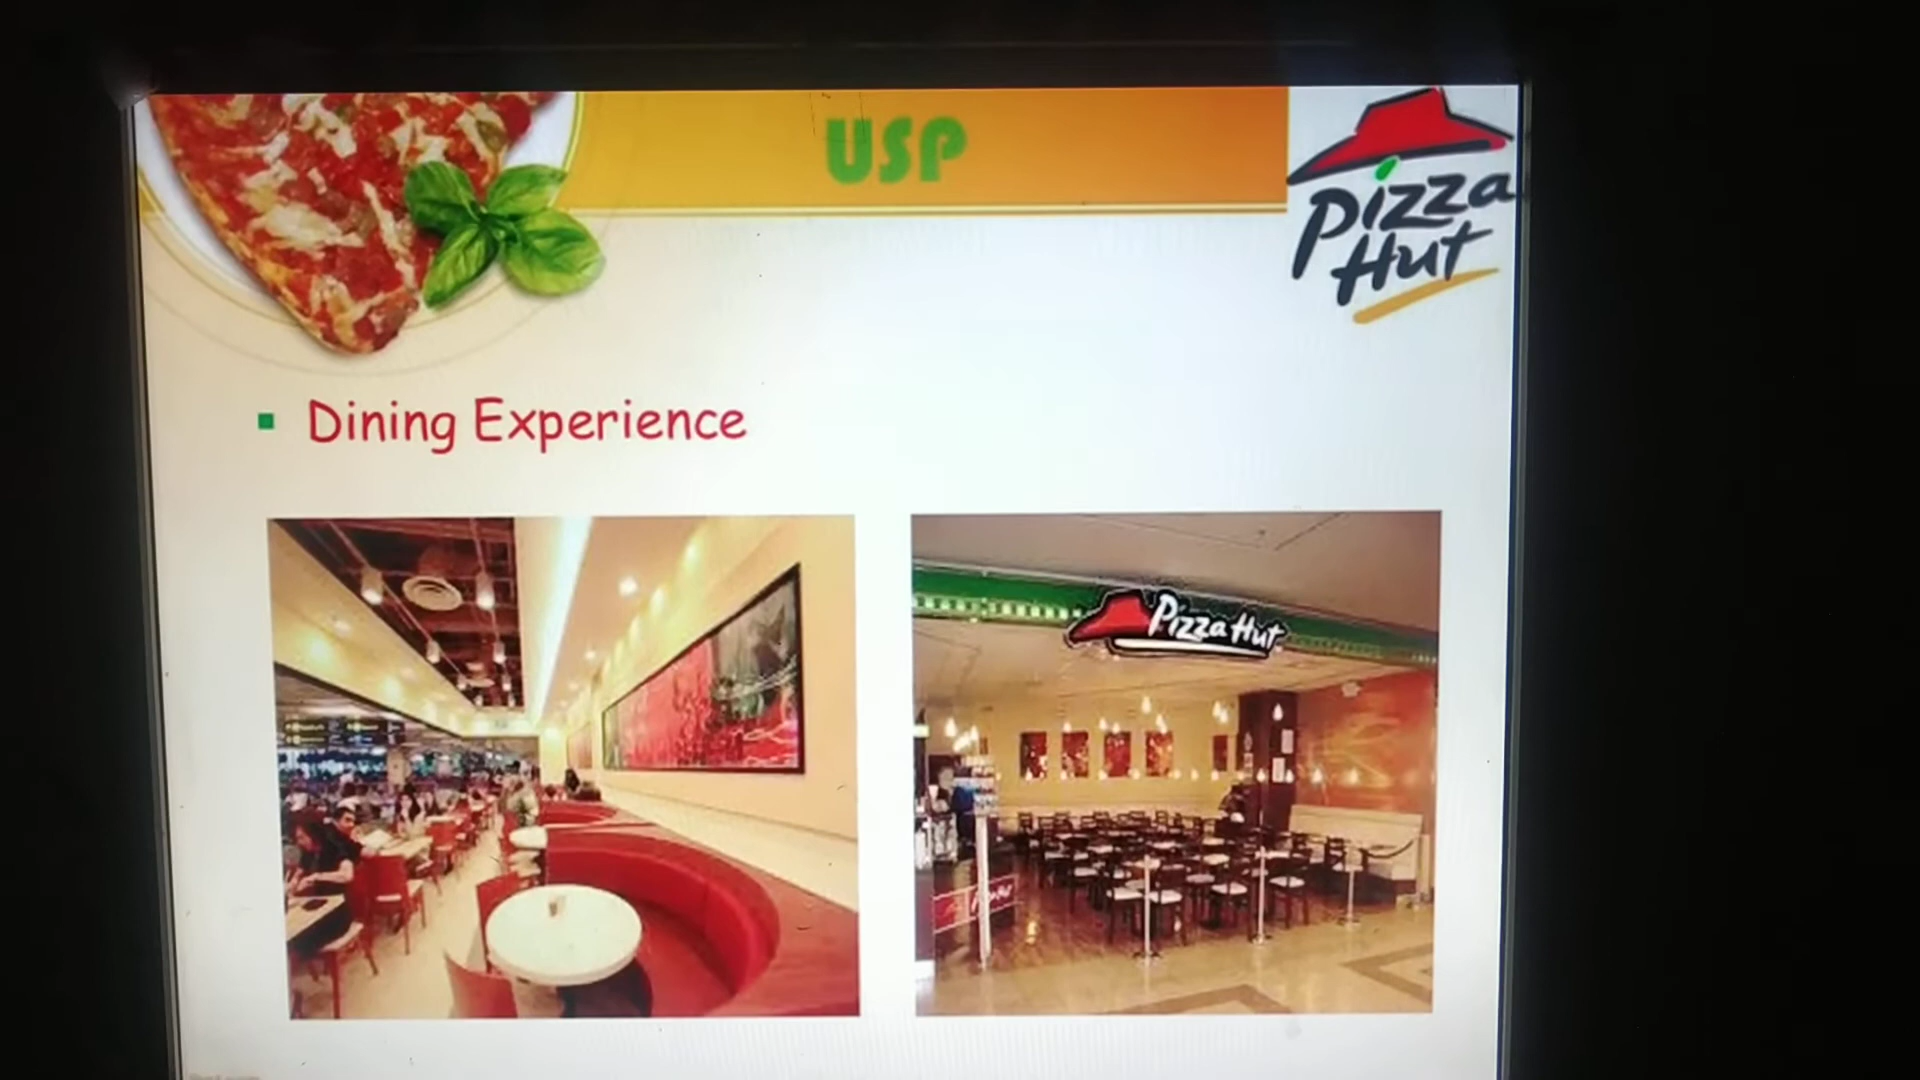 USP
Pizza
Hut
Dining Experience
Pizza Hut